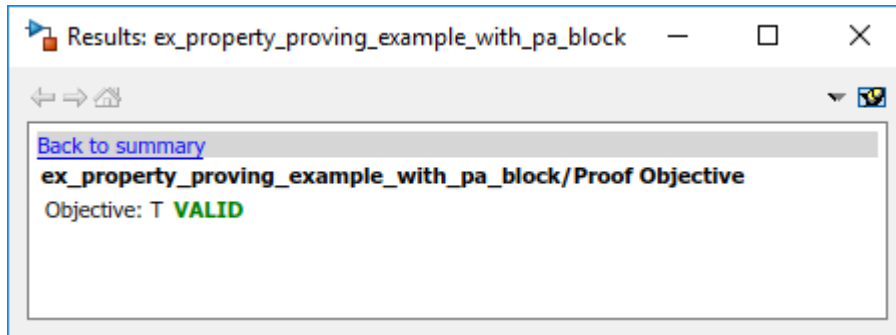 Results: ex_property_proving_example_with_pa_block
Back to summary
ex_property_proving_example_with_pa_block/Proof Objective
Objective: T VALID